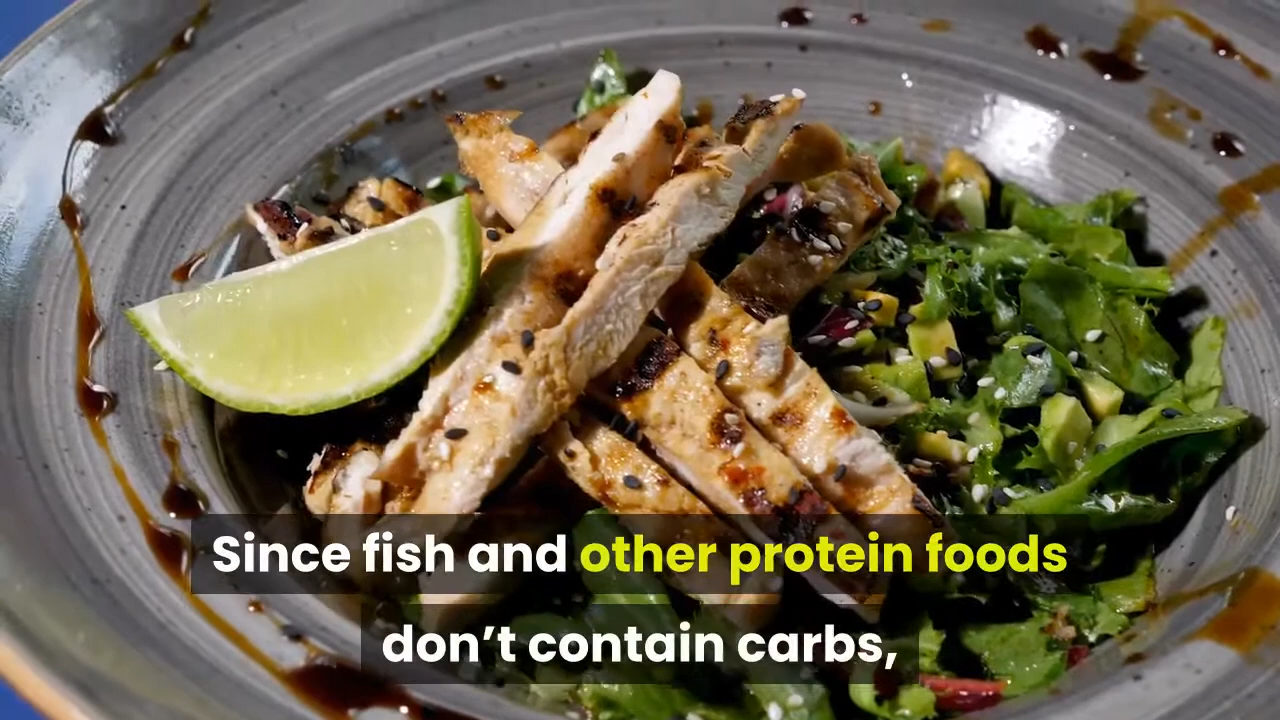 Since fish and other protein foods
don’t contain carbs,